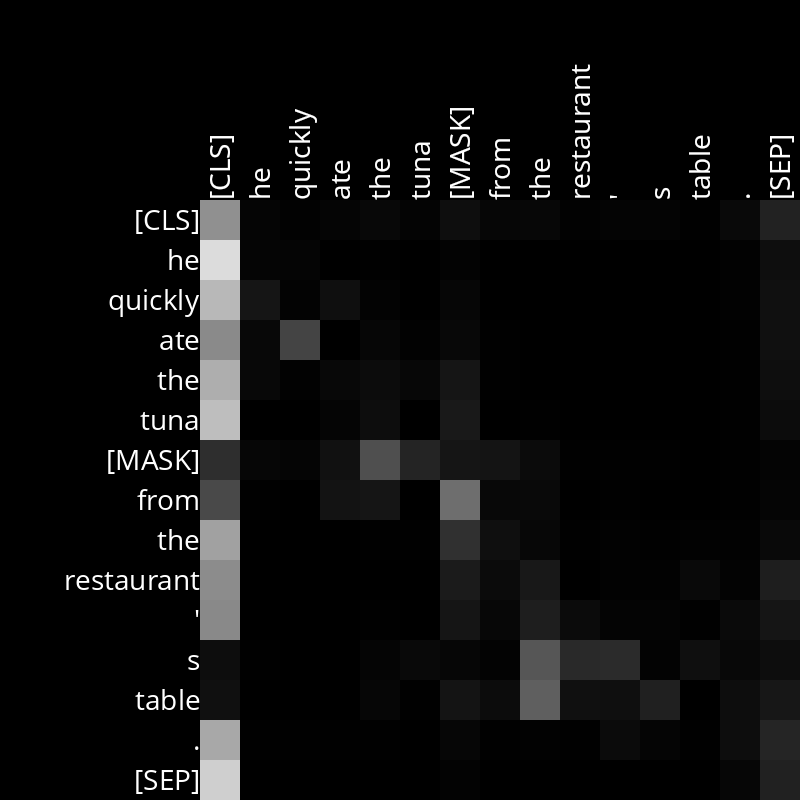 [CLS] he quickly ate the tuna [MASK] from the restaurant ' s table . [SEP]
[CLS]
he
quickly
ate
the
tuna
[MASK]
from
the
restaurant
'
s
table
.
[SEP]